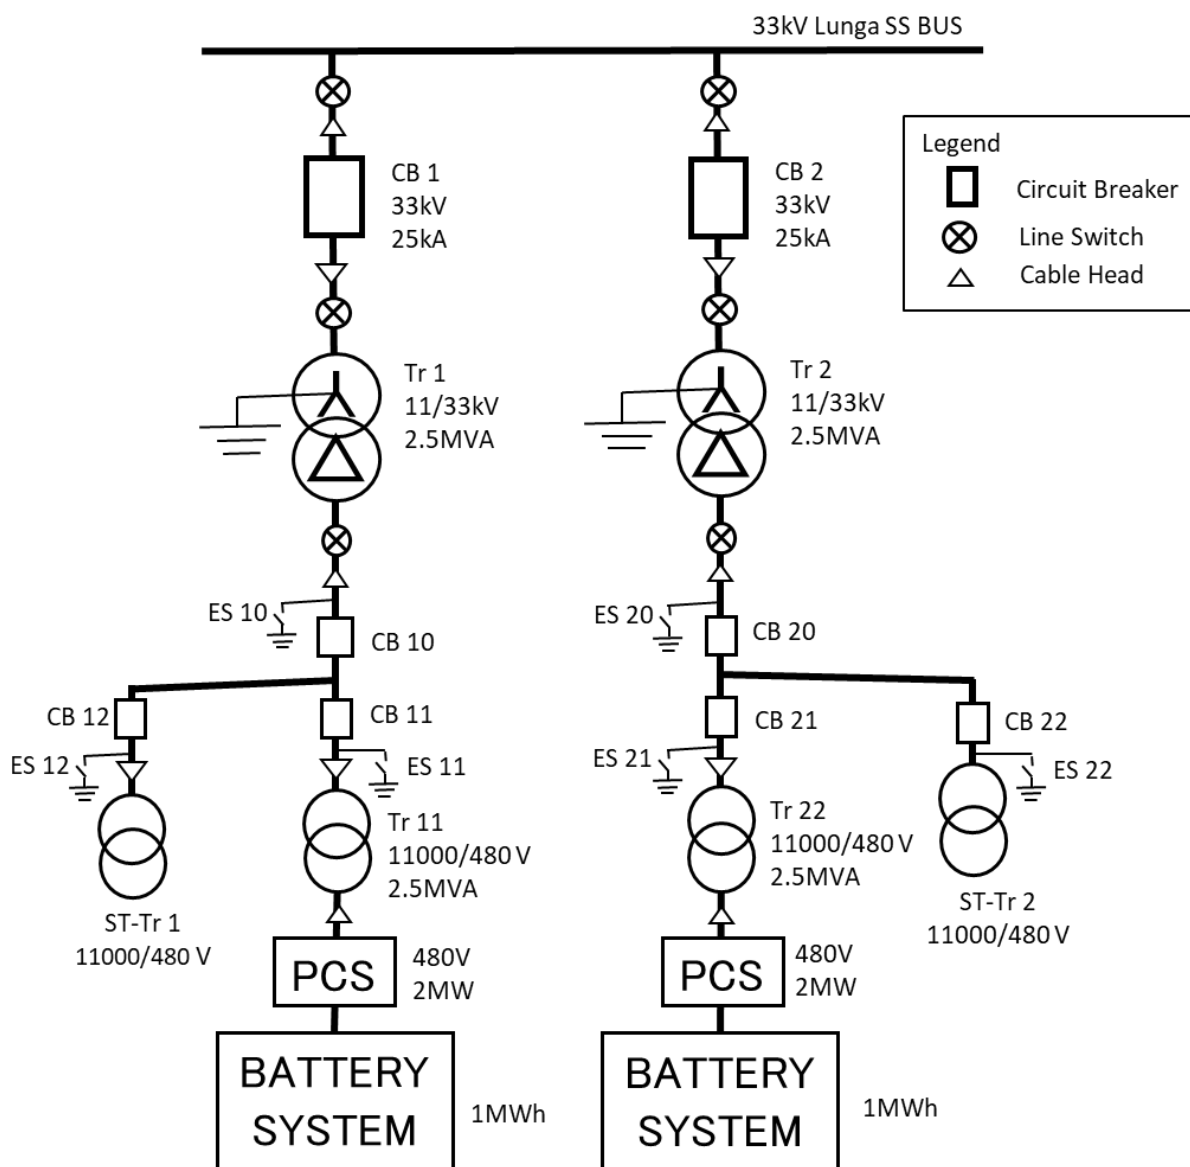 33kV Lunga SS BUS
Legend
Circuit Breaker
Line Switch
Cable Head
CB 1
33kV
25kA
CB 2
33kV
25kA
Tr 1
11/33kV
2.5MVA
Tr 2
11/33kV
2.5MVA
ES 10
CB 10
ES 20
CB 20
CB 12
CB 11
CB 21
CB 22
ES 12
ES 11
ES 21
ES 22
Tr 11
11000/480 V
2.5MVA
Tr 22
11000/480 V
2.5MVA
ST-Tr 1
11000/480 V
ST-Tr 2
11000/480 V
PCS
480V
2MW
PCS
480V
2MW
BATTERY
SYSTEM
1MWh
BATTERY
SYSTEM
1MWh